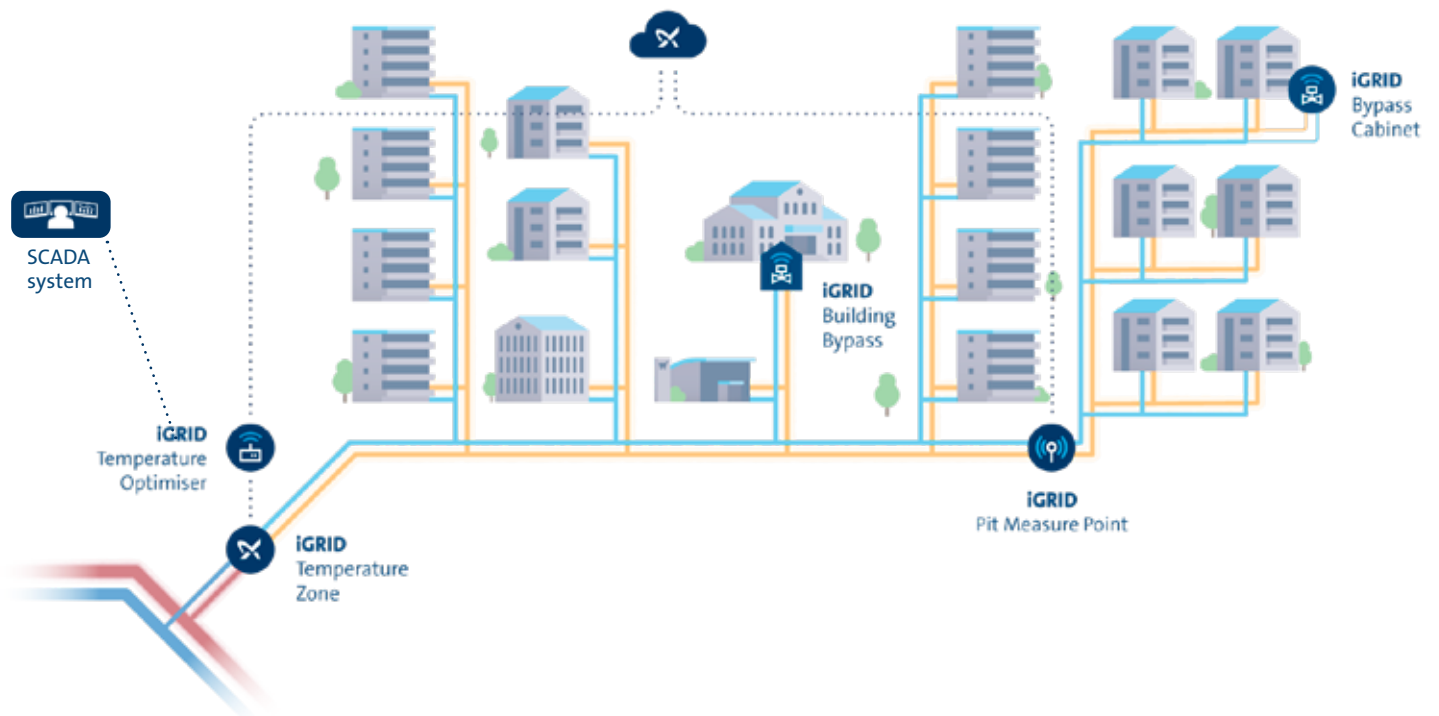 iGRID
Bypass
Cabinet
SCADA
system
iGRID
Building
Bypass
iGRID
Temperature
Optimiser
iGRID
Pit Measure Point
iGRID
Temperature
Zone